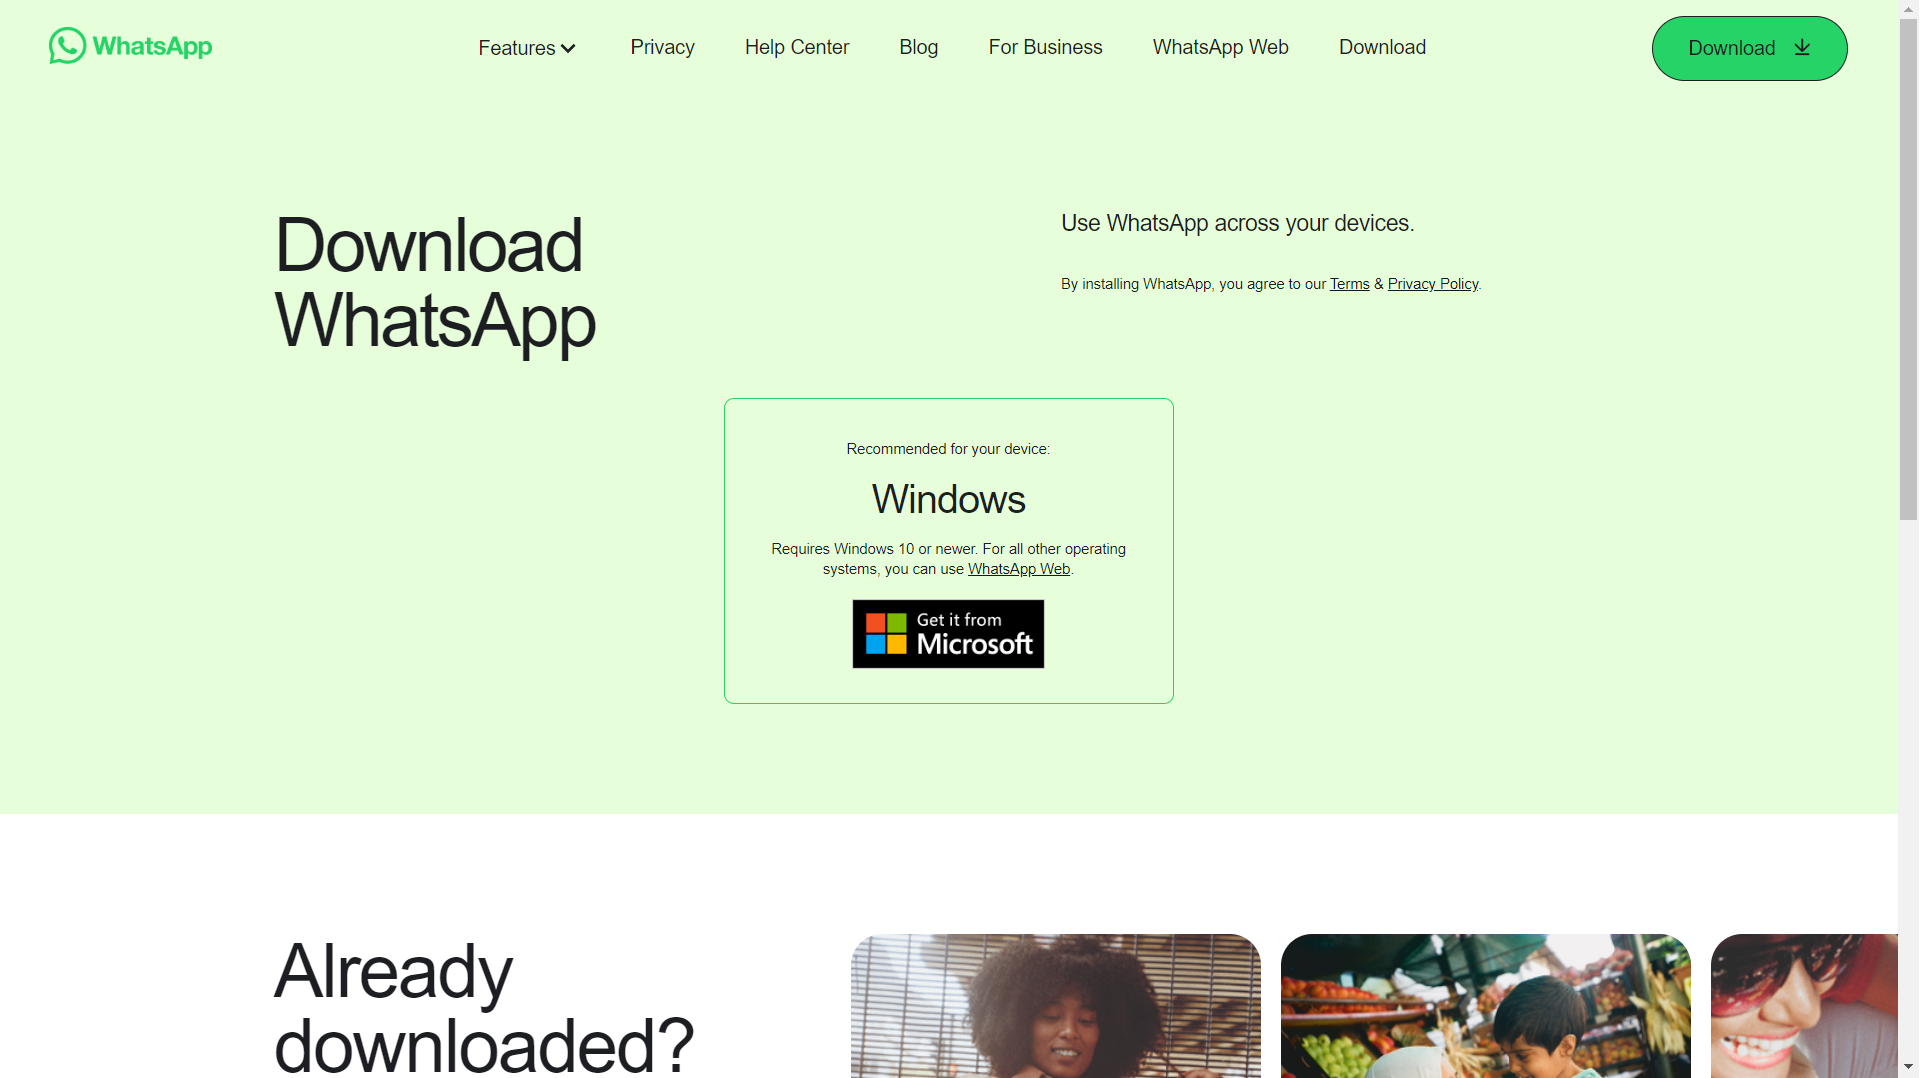 WhatsApp
Features
Privacy
Help Center
Blog
For Business
WhatsApp Web
Download
Download
Download
WhatsApp
Use WhatsApp across your devices.
By installing WhatsApp, you agree to our Terms & Privacy Policy.
Recommended for your device:
Windows
Requires Windows 10 or newer. For all other operating
systems, you can use WhatsApp Web.
Get it from
Microsoft
Already
downloaded?